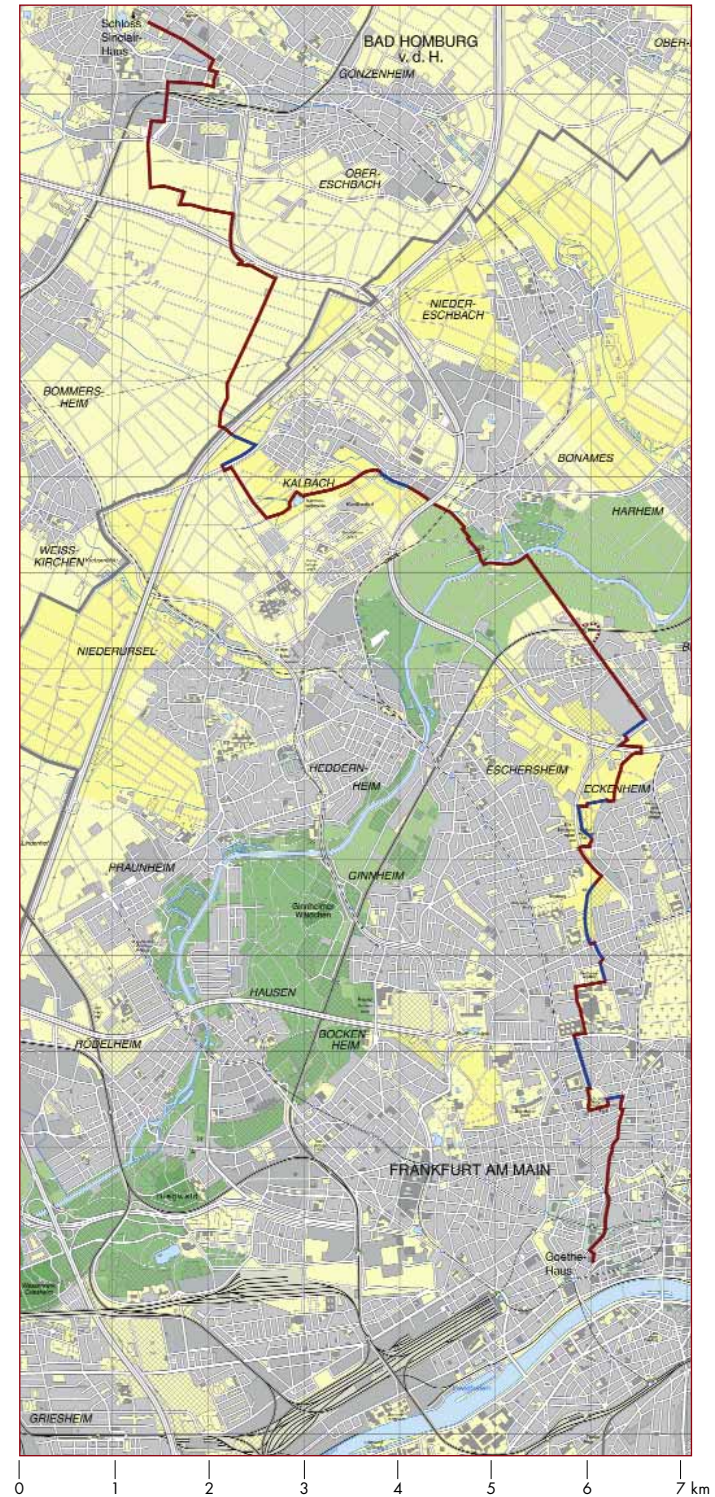 Schloss
Sinclair-
Haus
BAD HOMBURG
v. d. H.
OBER-
GONZENHEIM
OBER-
ESCHBACH
NIEDER-
ESCHBACH
BOMMERS-
HEIM
KALBACH
BONAMES
HARHEIM
WEISS-
KIRCHEN
NIEDERURSEL
HEDDERN-
HEIM
ESCHERSHEIM
ECKENHEIM
PRAUNHEIM
GINNHEIM
Ginnheimer
Wäldchen
HAUSEN
BOCKEN
HEIM
RÖDELHEIM
FRANKFURT AM MAIN
Goethe-
Haus
GRIESHEIM
0 1 2 3 4 5 6 7 km